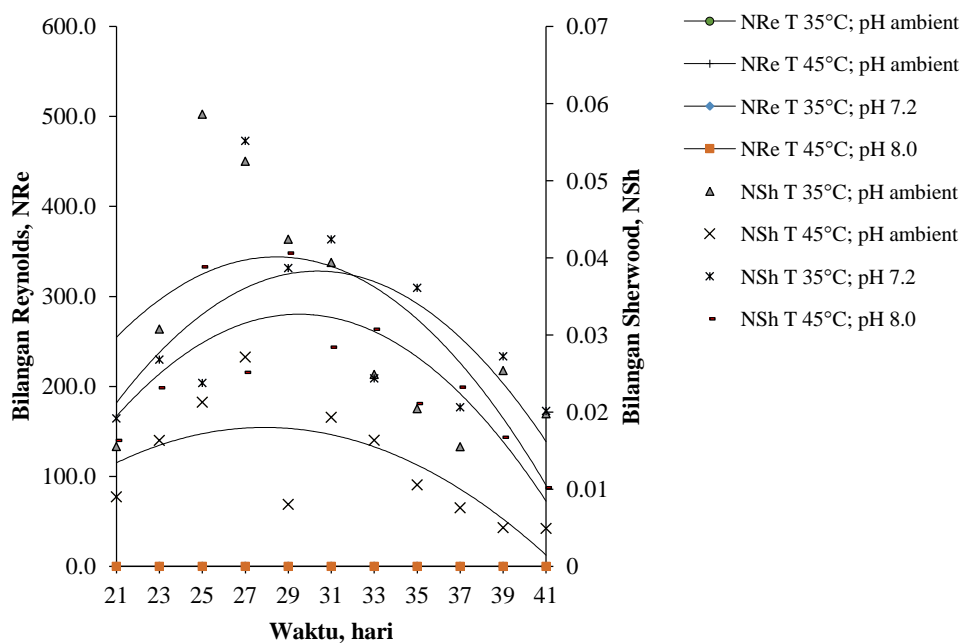 600.0
500.0
400.0
300.0
200.0
100.0
0.0
Bilangan Reynolds, NRe
0.07
0.06
0.05
0.04
0.03
0.02
0.01
0
Bilangan Sherwood, NSh
21 23 25 27 29 31 33 35 37 39 41
Waktu, hari
NRe T 35°C; pH ambient
NRe T 45°C; pH ambient
NRe T 35°C; pH 7.2
NRe T 45°C; pH 8.0
NSh T 35°C; pH ambient
NSh T 45°C; pH ambient
NSh T 35°C; pH 7.2
NSh T 45°C; pH 8.0